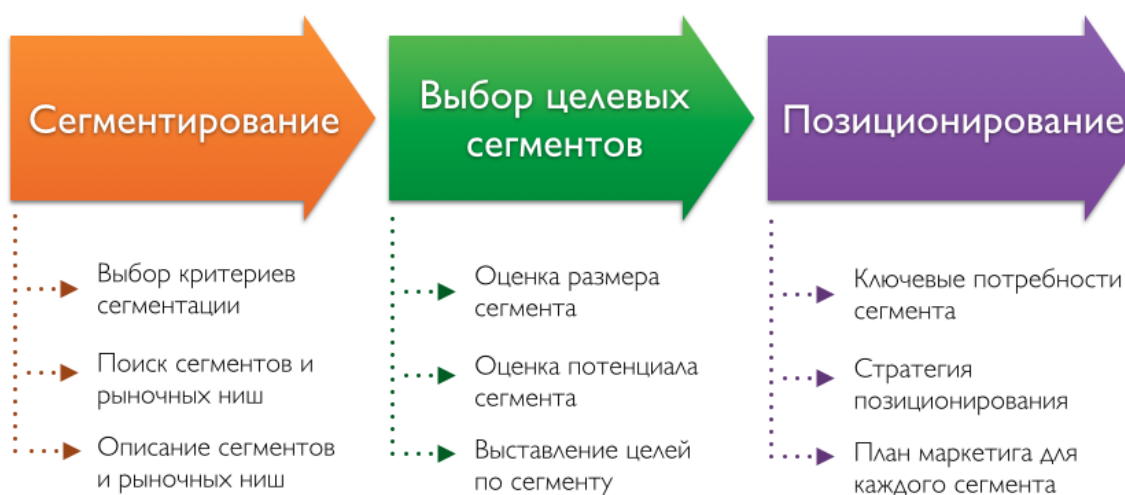 Сегментирование
Выбор целевых
сегментов
Позиционирование
Выбор критериев
сегментации
Поиск сегментов и
рыночных ниш
Описание сегментов
и рыночных ниш
Оценка размера
сегмента
Оценка потенциала
сегмента
Выставление целей
по сегменту
Ключевые потребности
сегмента
Стратегия
позиционирования
План маркетига для
каждого сегмента